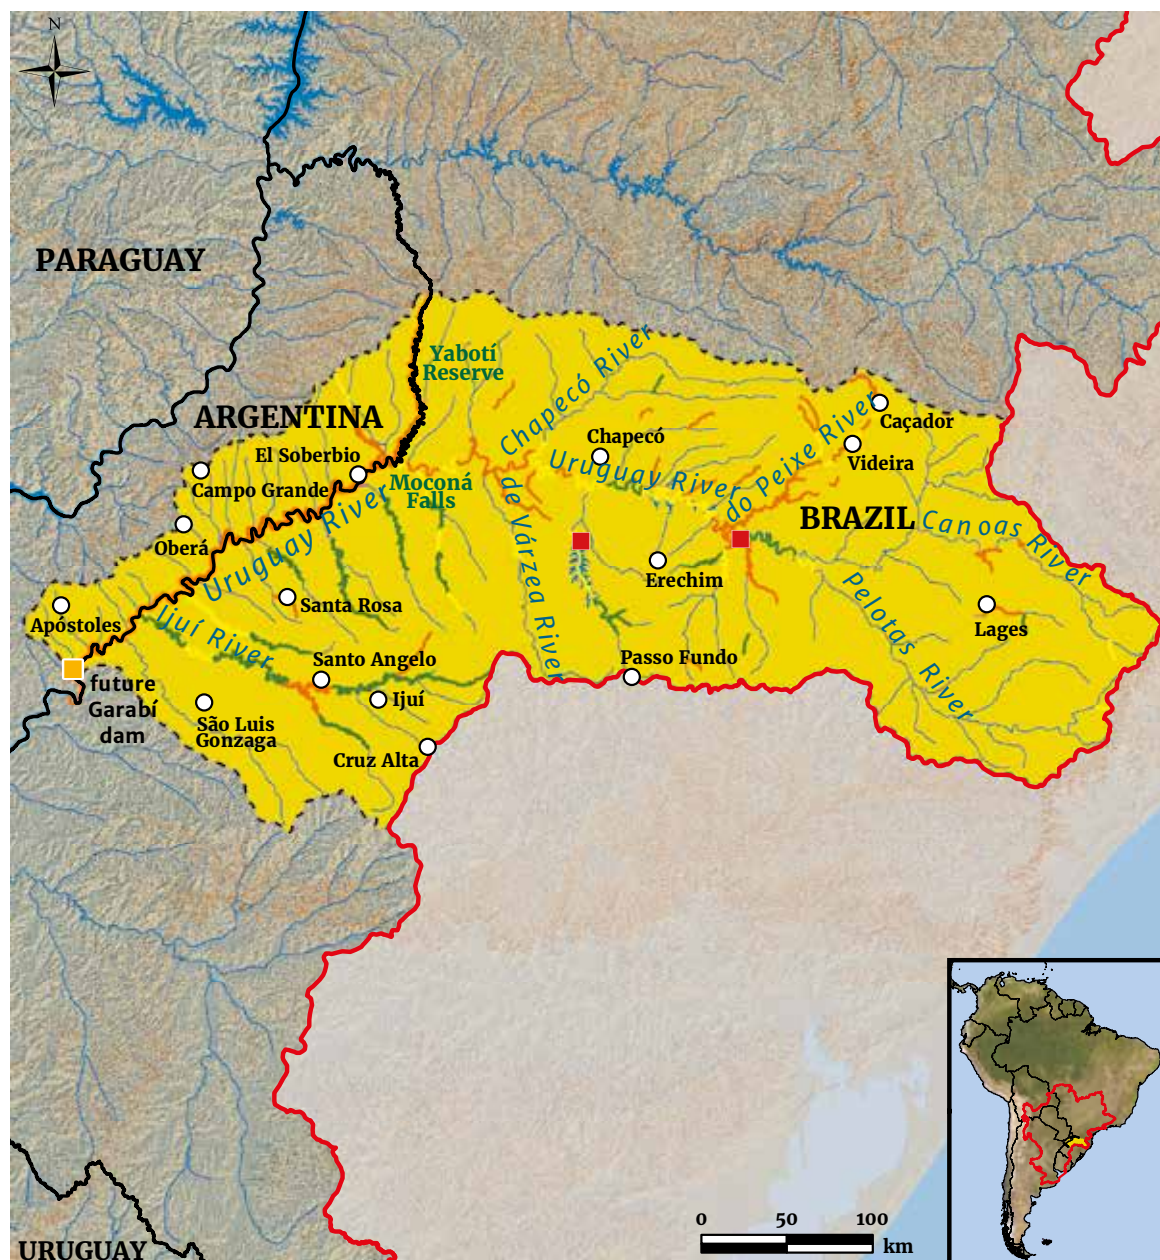 N
PARAGUAY
Yabotí
Reserve
Chapecó River
ARGENTINA
Caçador
Chapecó
do Peixe River
El Soberbio
Videira
Campo Grande
Moconá
Falls
Uruguay River
BRAZIL
Canoas River
Oberá
Uruguay River
de Várzea River
Erechim
Pelotas River
Santa Rosa
Apóstoles
Ijuí River
Lages
Santo Angelo
Passo Fundo
future
Garabí
dam
Ijuí
São Luis
Gonzaga
Cruz Alta
0 50 100
km
URUGUAY